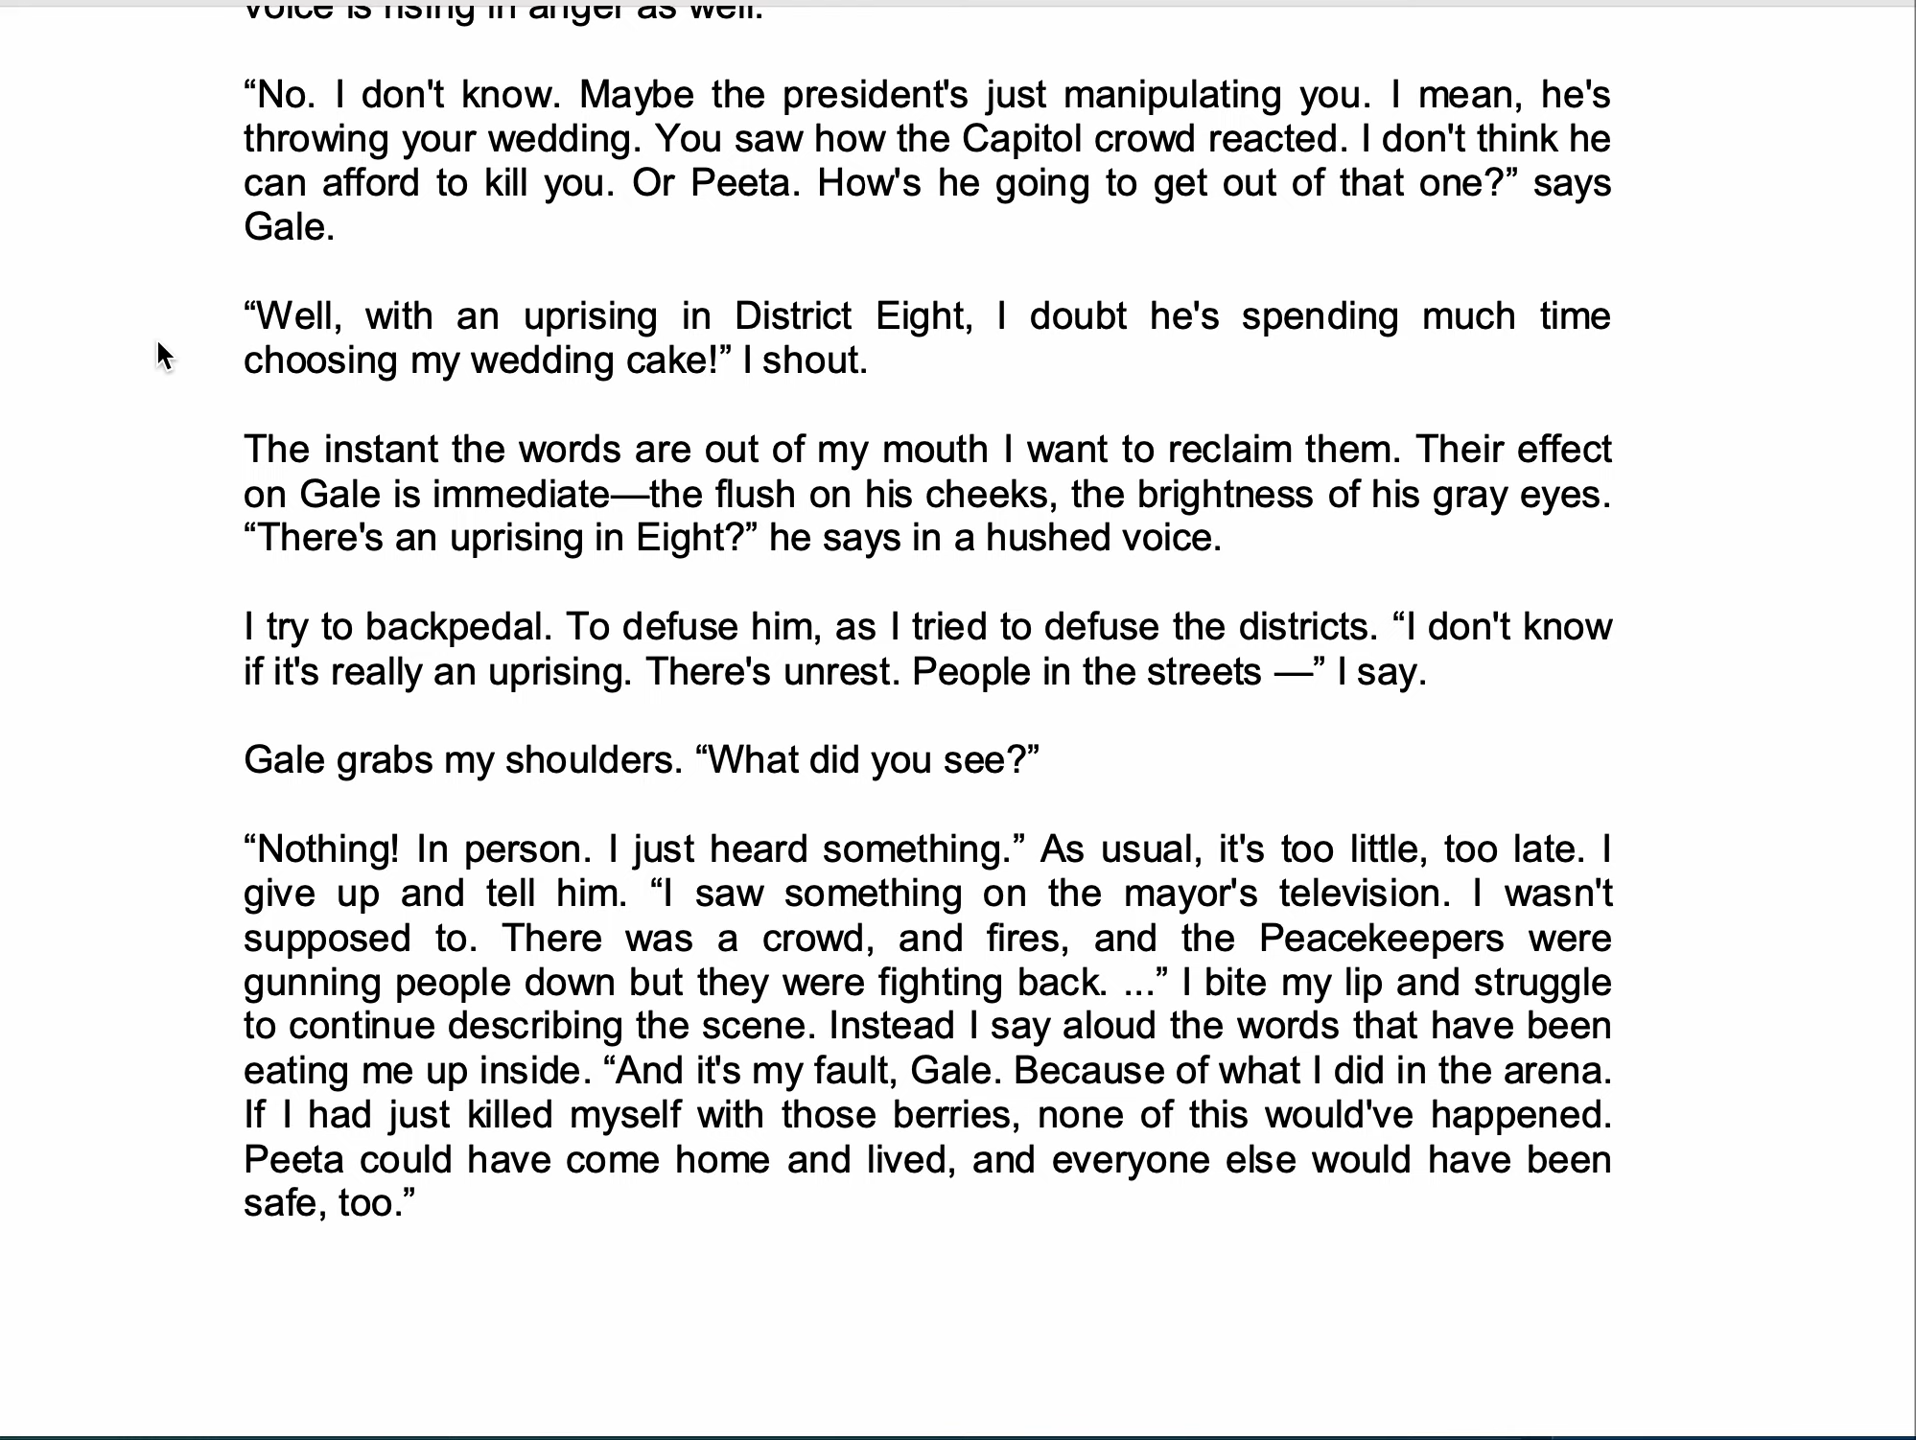 voice is rising in anger as well.
“No. I don't know. Maybe the president's just manipulating you. I mean, he's
throwing your wedding. You saw how the Capitol crowd reacted. I don't think he
can afford to kill you. Or Peeta. How's he going to get out of that one?” says
Gale.
“Well, with an uprising in District Eight, I doubt he's spending much time
choosing my wedding cake!” I shout.
The instant the words are out of my mouth I want to reclaim them. Their effect
on Gale is immediate—the flush on his cheeks, the brightness of his gray eyes.
“There's an uprising in Eight?” he says in a hushed voice.
I try to backpedal. To defuse him, as I tried to defuse the districts. “I don't know
if it's really an uprising. There's unrest. People in the streets —” I say.
Gale grabs my shoulders. “What did you see?”
“Nothing! In person. I just heard something.” As usual, it's too little, too late. I
give up and tell him. “I saw something on the mayor's television. I wasn't
supposed to. There was a crowd, and fires, and the Peacekeepers were
gunning people down but they were fighting back. ...” I bite my lip and struggle
to continue describing the scene. Instead I say aloud the words that have been
eating me up inside. “And it's my fault, Gale. Because of what I did in the arena.
If I had just killed myself with those berries, none of this would've happened.
Peeta could have come home and lived, and everyone else would have been
safe, too.”